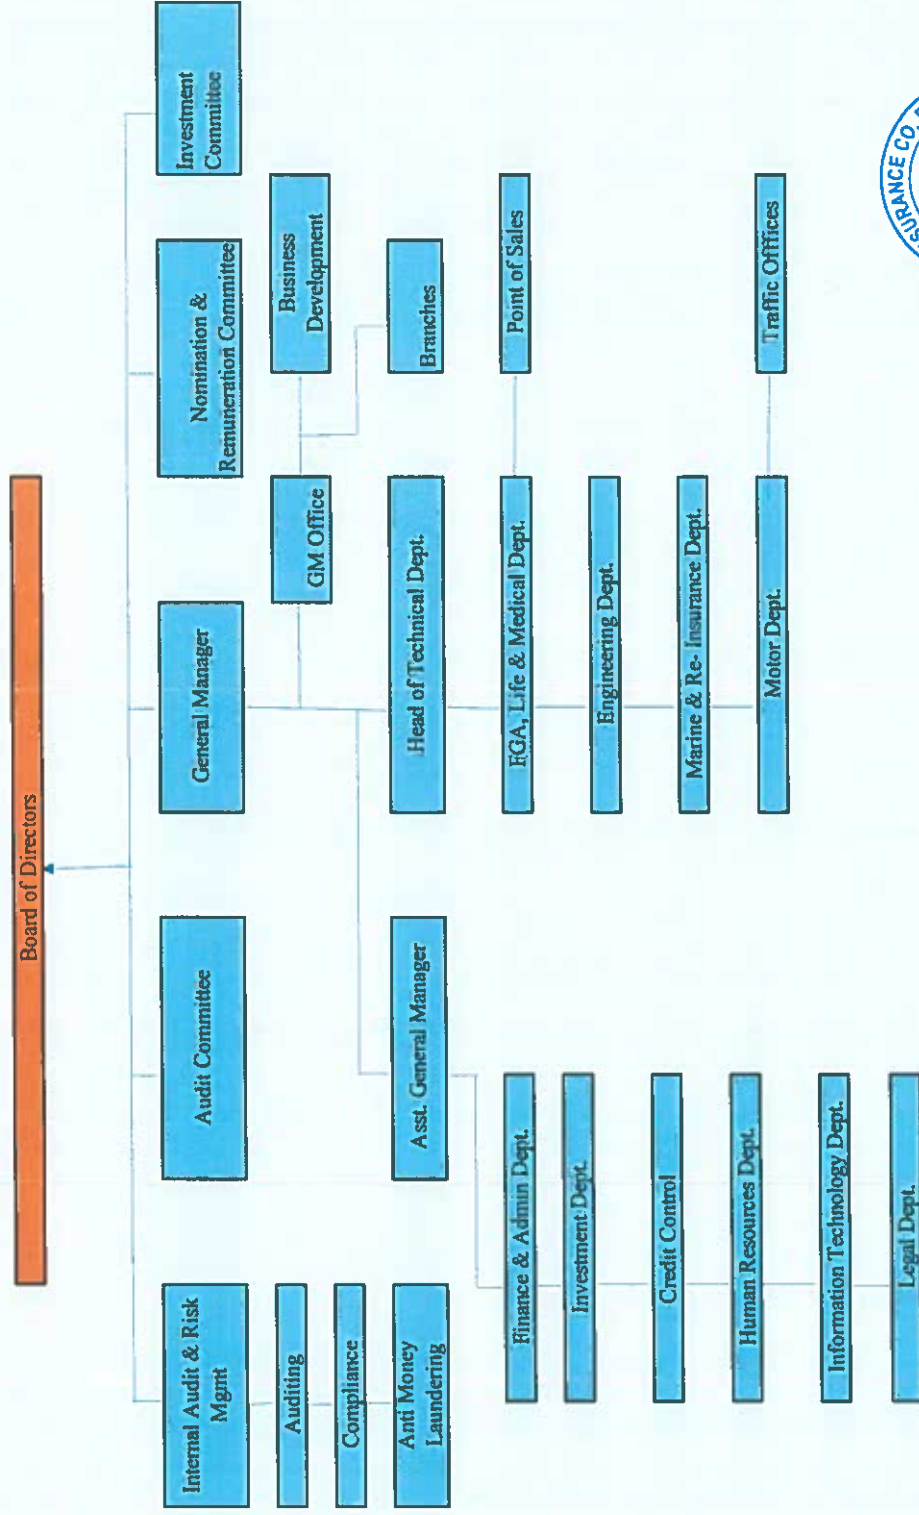 Board of Directors
Internal Audit & Risk
Mgmt
Audit Committee
General Manager
Nomination &
Remuneration Committee
Investment
Committee
Auditing
Compliance
Anti Money
Laundering
GM Office
Business
Development
Branches
Asst. General Manager
Head of Technical Dept.
Finance & Admin Dept.
Investment Dept.
Credit Control
Human Resources Dept.
Information Technology Dept.
Legal Dept.
FGA, Life & Medical Dept.
Point of Sales
Engineering Dept.
Marine & Re- Insurance Dept.
Motor Dept.
Traffic Offices
SURANCE CO.